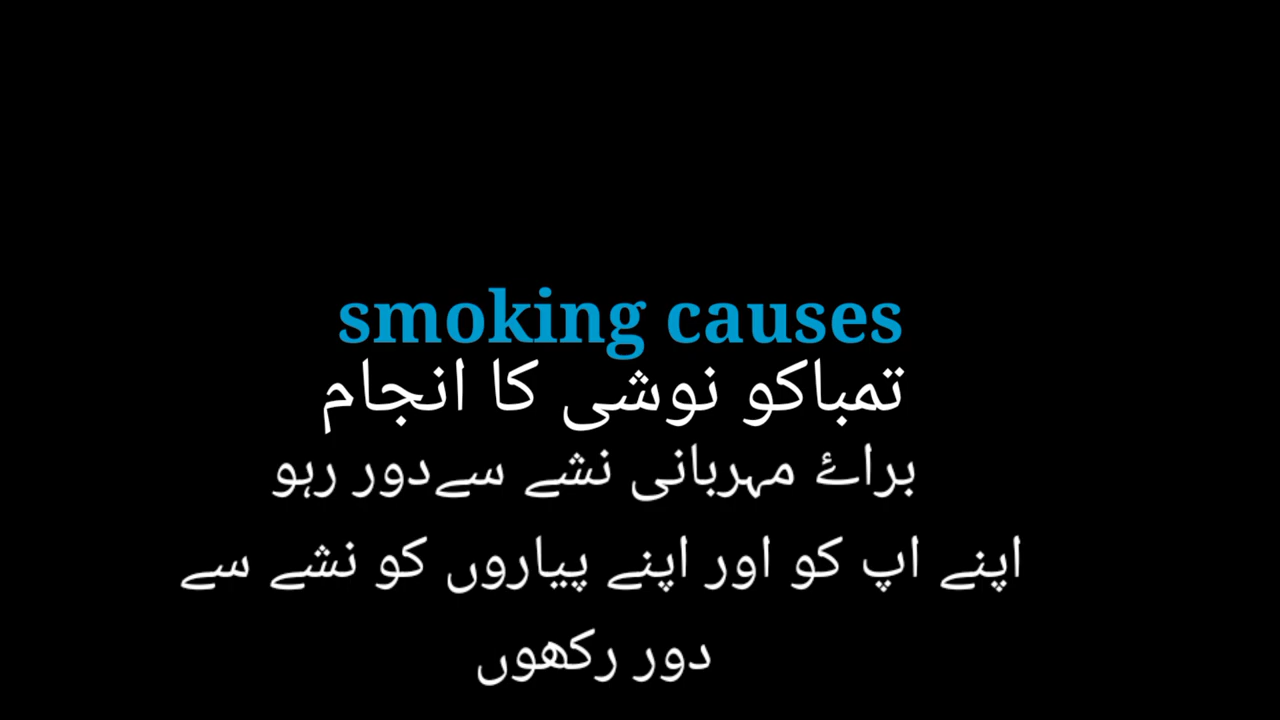 smoking causes
تمباکو نوشی کا انجام
براۓ مہربانی نشے سےدور رہو
اپنے اپ کو اور اپنے پیاروں کو نشے سے
دور رکھوں